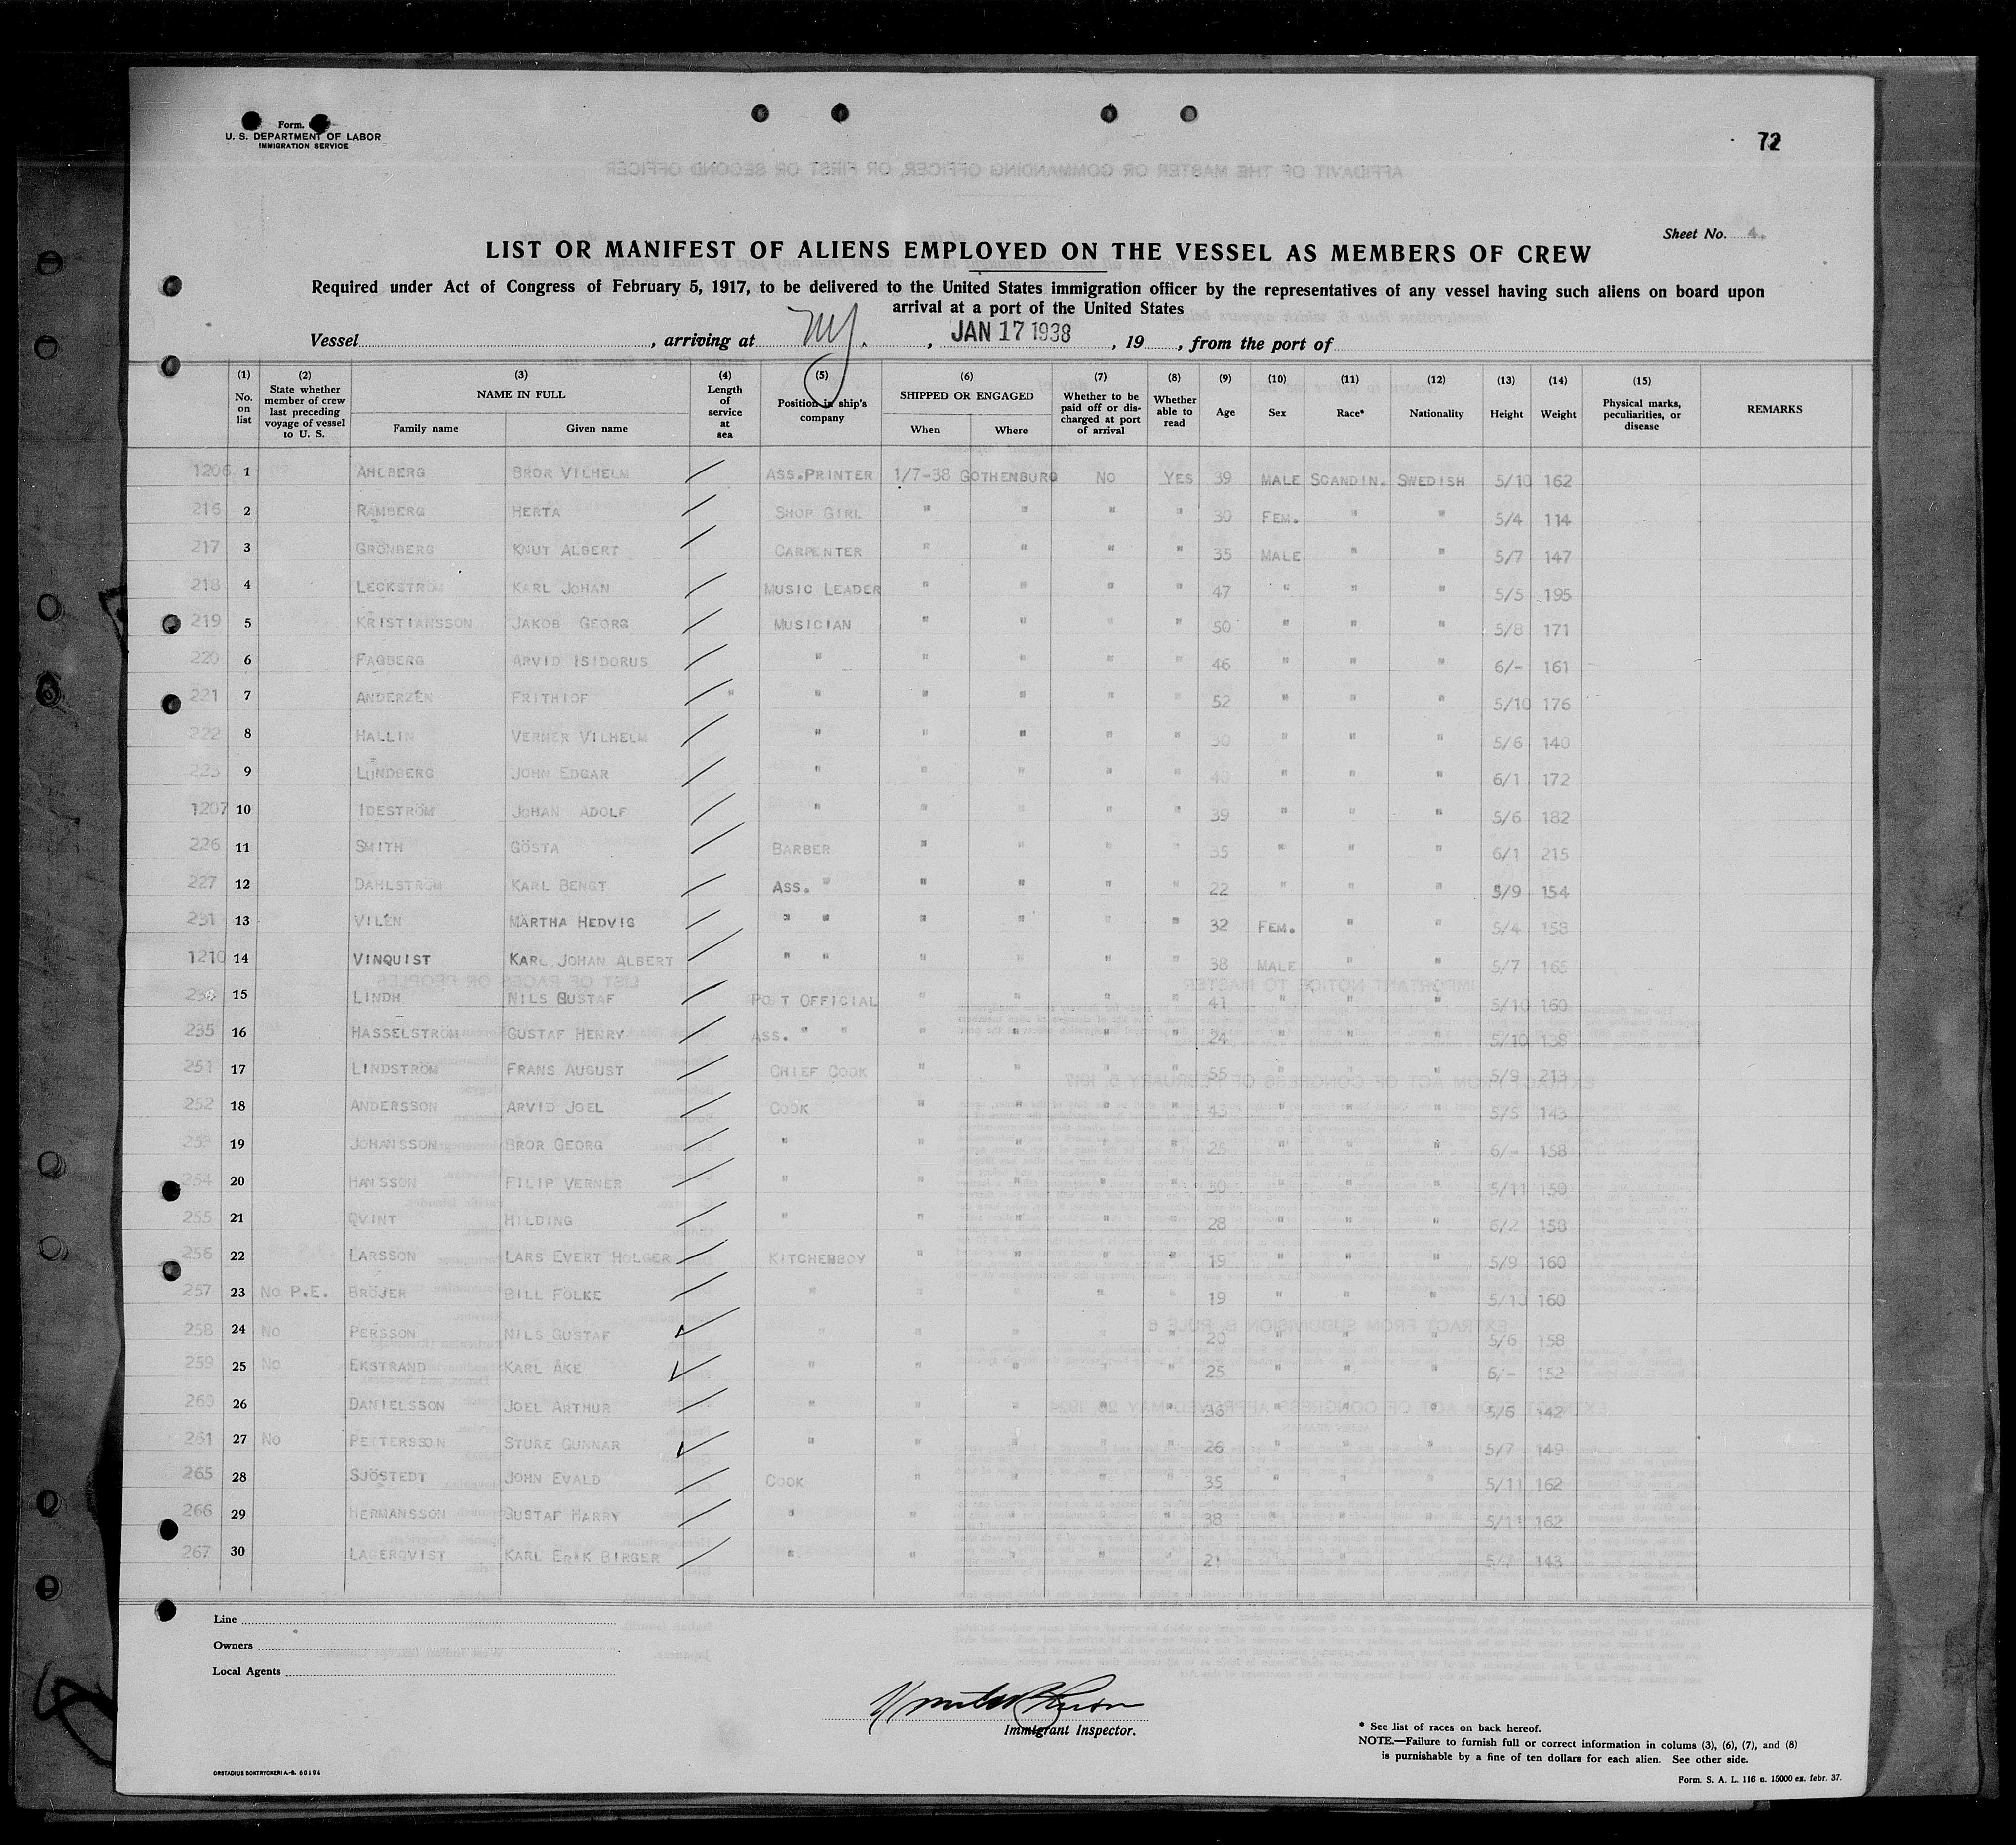 Form.
U. S. DEPARTMENT OF LABOR
IMMIGRATION SERVICE
72
Sheet No. 4.
LIST OR MANIFEST OF ALIENS EMPLOYED ON THE VESSEL AS MEMBERS OF CREW
Required under Act of Congress of February 5, 1917, to be delivered to the United States immigration officer by the representatives of any vessel having such aliens on board upon
arrival at a port of the United States
Vessel , arriving at NY. , JAN 17 1938 , 19 , from the port of
(1) No. on list (2) State whether member of crew last preceding voyage of vessel to U. S. (3) NAME IN FULL Family name Given name (4) Length of service at sea (5) Position in ship's company (6) SHIPPED OR ENGAGED When Where (7) Whether to be paid off or discharged at port of arrival (8) Whether able to read (9) Age (10) Sex (11) Race* (12) Nationality (13) Height (14) Weight (15) Physical marks, peculiarities, or disease REMARKS
1206 1 AHLBERG BROR VILHELM ASS.PRINTER 1/7-38 GOTHENBURG NO YES 39 MALE SCANDIN. SWEDISH 5/10 162
216 2 RAMBERG HERTA SHOP GIRL " " " " 30 FEM. " " 5/4 114
217 3 GRÖNBERG KNUT ALBERT CARPENTER " " " " 35 MALE " " 5/7 147
218 4 LECKSTRÖM KARL JOHAN MUSIC LEADER " " " " 47 " " " 5/5 195
219 5 KRISTIANSSON JAKOB GEORG MUSICIAN " " " " 50 " " " 5/8 171
220 6 FAGBERG ARVID ISIDORUS " " " " " 46 " " " 6/- 161
221 7 ANDERZÉN FRITHIOF " " " " " " 52 " " " 5/10 176
222 8 HALLIN VERNER VILHELM " " " " " 30 " " " 5/6 140
223 9 LUNDBERG JOHN EDGAR " " " " " 40 " " " 6/1 172
1207 10 IDESTRÖM JOHAN ADOLF " " " " " 39 " " " 5/6 182
226 11 SMITH GÖSTA BARBER " " " " 35 " " " 6/1 215
227 12 DAHLSTRÖM KARL BENGT ASS. " " " " " 22 " " " 5/9 154
231 13 VILÉN MÄRTHA HEDVIG " " " " " " 32 FEM. " " 5/4 158
1210 14 VINQUIST KARL JOHAN ALBERT " " " " " " 38 MALE " " 5/7 165
15 LINDH NILS GUSTAF POST OFFICIAL " " " " 41 " " " 5/10 160
235 16 HASSELSTRÖM GUSTAF HENRY ASS. " " " " " " 24 " " " 5/10 138
251 17 LINDSTRÖM FRANS AUGUST CHIEF COOK " " " " 55 " " " 5/9 213
252 18 ANDERSSON ARVID JOEL COOK " " " " 43 " " " 5/5 143
253 19 JOHANSSON BROR GEORG " " " " " 25 " " " 6/- 158
254 20 HANSSON FILIP VERNER " " " " " 30 " " " 5/11 150
255 21 QVINT HILDING " " " " " 28 " " " 6/2 158
256 22 LARSSON LARS EVERT HOLGER KITCHENBOY " " " " 19 " " " 5/9 160
257 23 NO P.E. BRÖJER BILL FOLKE " " " " " 19 " " " 5/10 160
258 24 NO PERSSON NILS GUSTAF " " " " " 20 " " " 5/6 158
259 25 NO EKSTRAND KARL ÅKE " " " " " 25 " " " 6/- 152
26 DANIELSSON JOEL ARTHUR " " " " " 36 " " " 5/6 142
261 27 NO PETTERSSON STURE GUNNAR " " " " " 26 " " " 5/7 149
265 28 SJÖSTEDT JOHN EVALD COOK " " " " 35 " " " 5/11 162
266 29 HERMANSSON GUSTAF HARRY " " " " " 38 " " " 5/11 162
267 30 LAGERQVIST KARL ERIK BIRGER " " " " " 21 " " 5/7 143
Line
Owners
Local Agents
Immigrant Inspector.
* See list of races on back hereof.
NOTE.—Failure to furnish full or correct information in colums (3), (6), (7), and (8)
is punishable by a fine of ten dollars for each alien. See other side.
ORSTADIUS BOKTRYCKERI A.-B. 60194
Form. S. A. L. 116 n. 15000 ex. febr. 37.